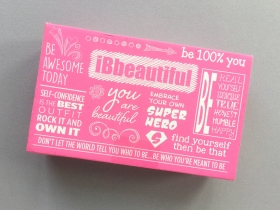 be 100% you
BE
AWESOME
TODAY
iBbeautiful
SELF-CONFIDENCE
is the BEST
OUTFIT
ROCK IT AND
OWN IT
you
are
beautiful
EMBRACE
YOUR OWN
SUPER
HERO
S
BE
REAL
YOURSELF
UNIQUE
TRUE
HONEST
HUMBLE
HAPPY
find yourself
then be that
DON'T LET THE WORLD TELL YOU WHO TO BE...BE WHO YOU'RE MEANT TO BE